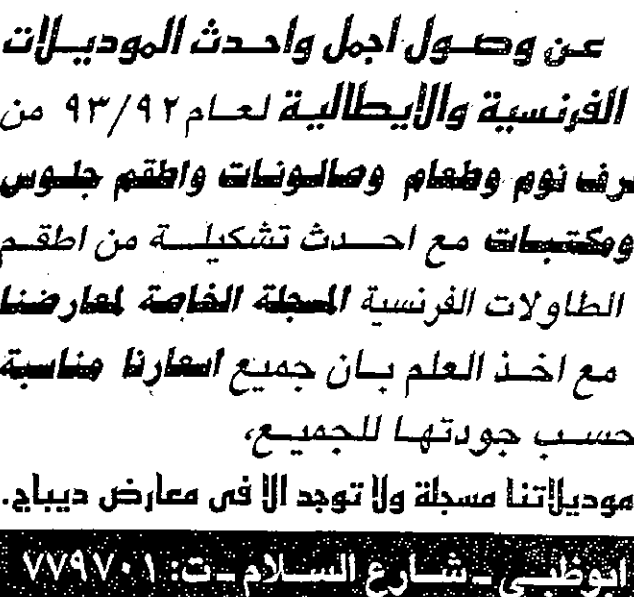 عن وصول اجمل واحدث الموديلات
الفرنسية والإيطالية لعام ٩٣/٩٢ من
رف نوم وطعام وصالونات واطقم جلوس
ومكتبات مع احدث تشكيلة من اطقم
الطاولات الفرنسية المسجلة الخاصة لمعارضنا
مع اخذ العلم بان جميع اسعارنا مناسبة
حسب جودتها للجميع،
موديلاتنا مسجلة ولا توجد الا فى معارض ديباج.
ابوظبي - شارع السلام - ت: ٧٧٩٧٠١